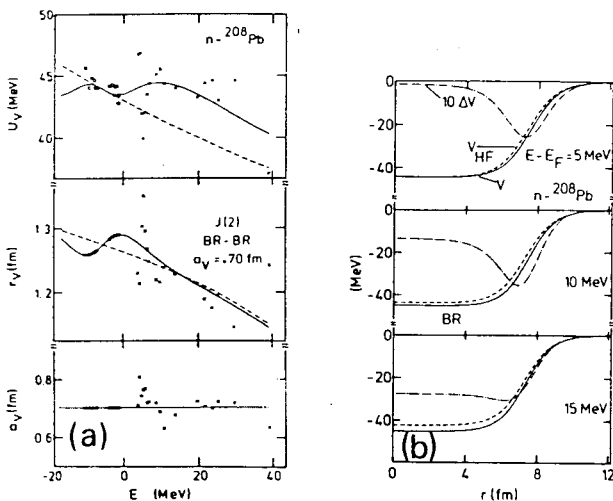 50
n-²⁰⁸Pb
U_V (MeV)
45
40
1.3
J(2)
BR-BR
a_V = .70 fm
r_V (fm)
1.2
0.8
a_V (fm)
0.6
(a)
-20 0 20 40
E (MeV)
b)
0
10 ΔV
-20
V
HF
E-E_F = 5 MeV
-40
V
n-²⁰⁸Pb
0
-20
(MeV)
10 MeV
-40
BR
0
-20
15 MeV
-40
(b)
0 4 8 12
r (fm)